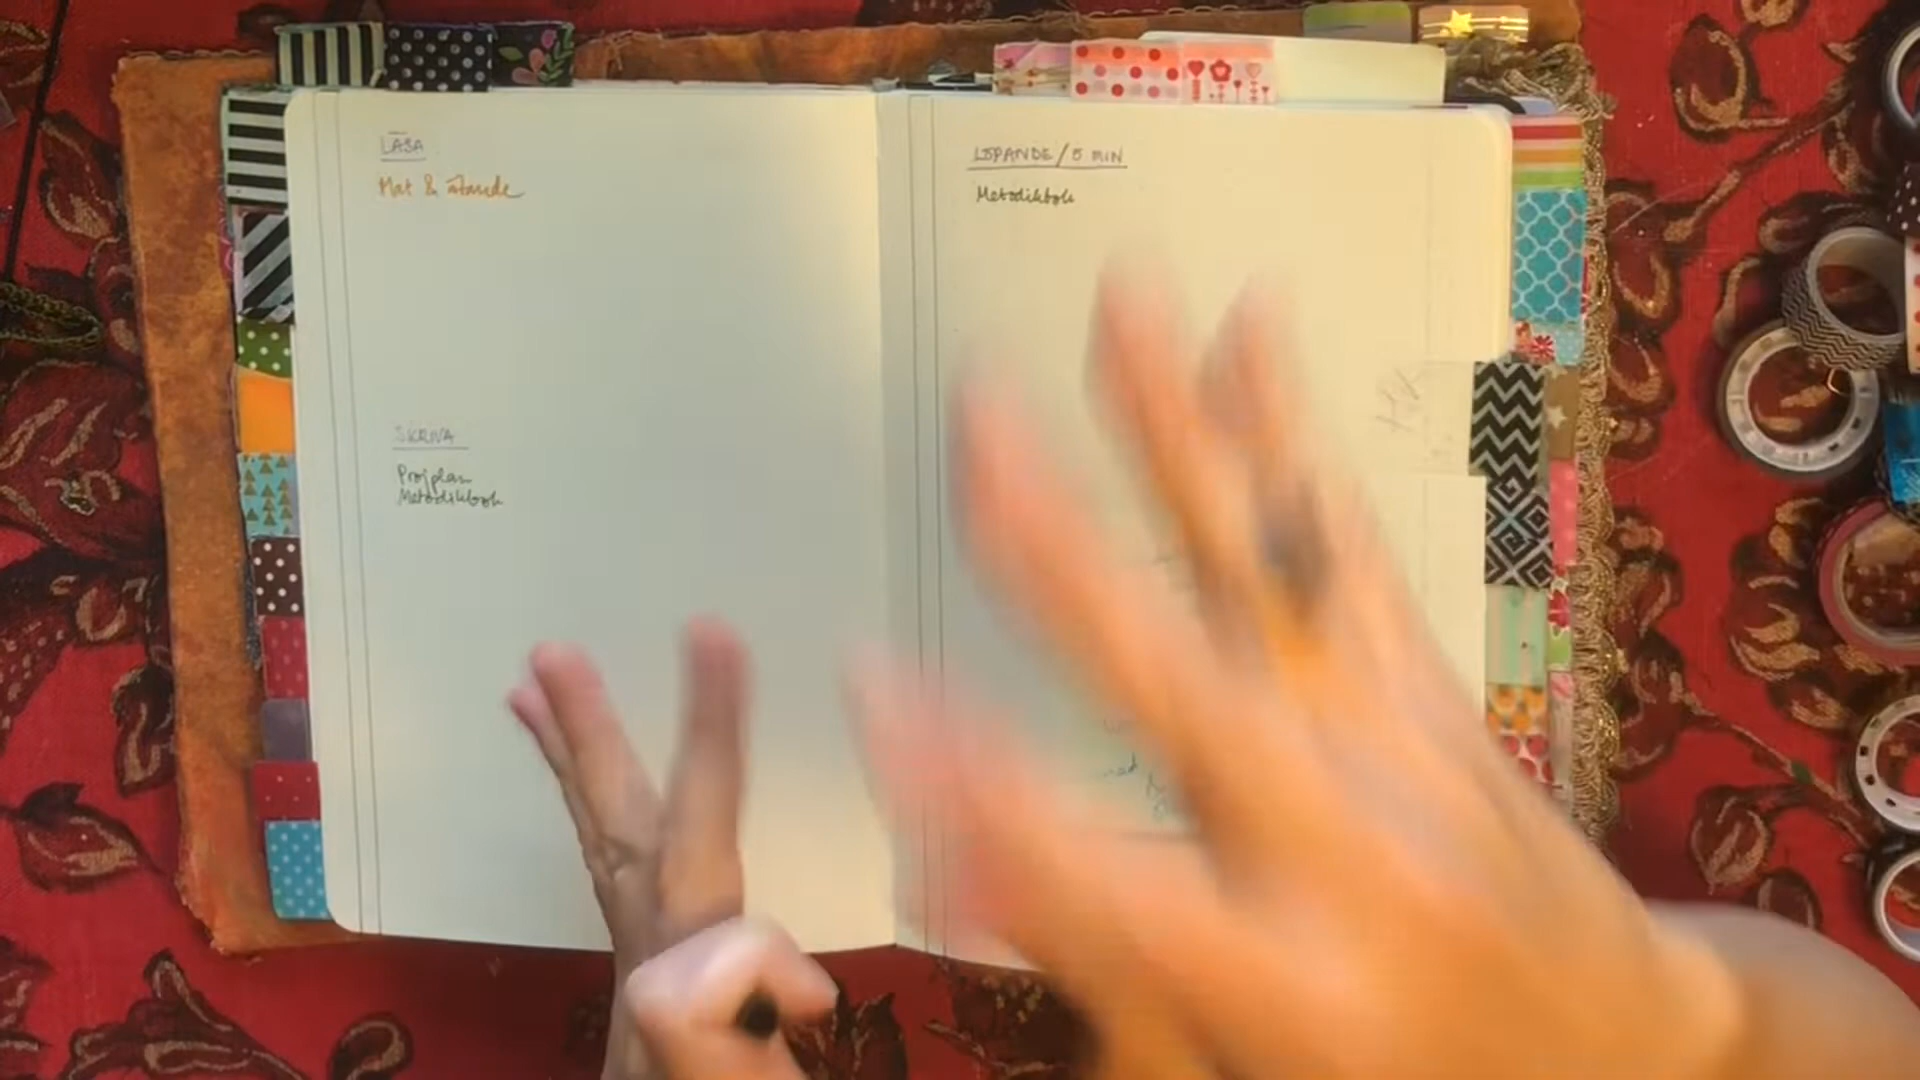 LÄSA
Mat & ätande
SKRIVA
Projplan
Metodikbok
LÖPANDE / 5 MIN
Metodikbok